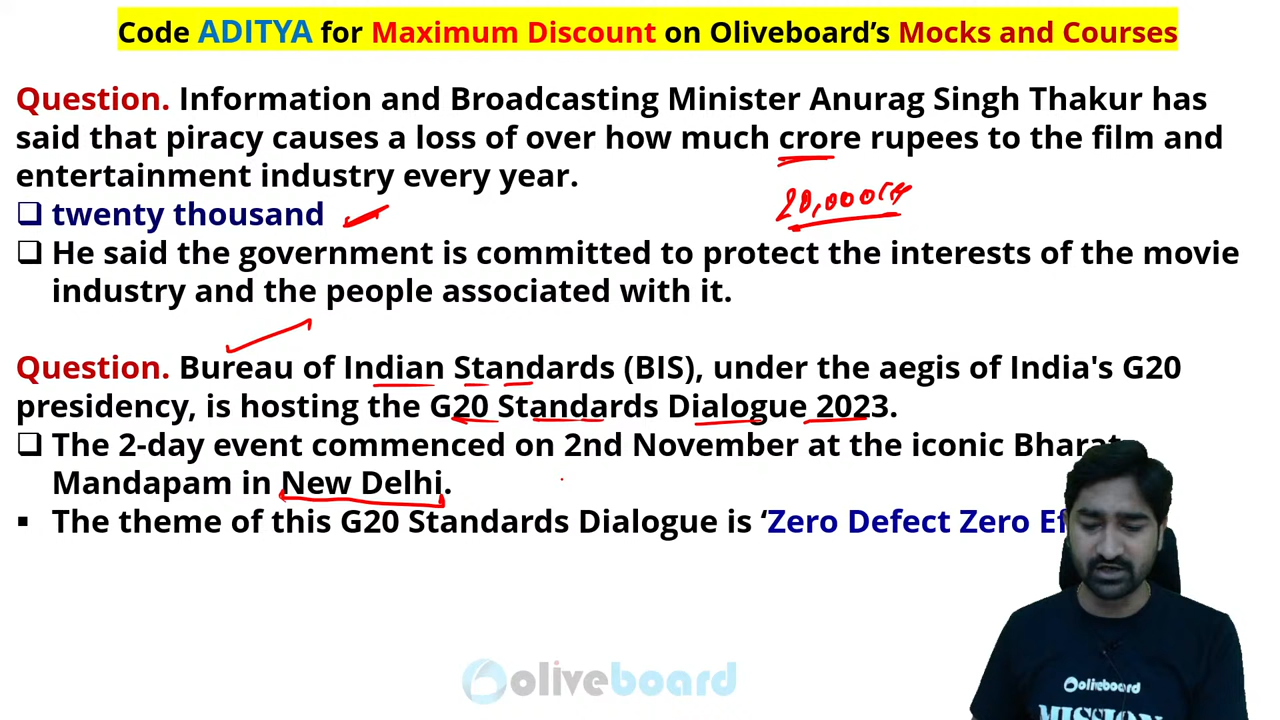 Code ADITYA for Maximum Discount on Oliveboard's Mocks and Courses
Question. Information and Broadcasting Minister Anurag Singh Thakur has
said that piracy causes a loss of over how much crore rupees to the film and
entertainment industry every year.
20,000 Cr
❑ twenty thousand
❑ He said the government is committed to protect the interests of the movie
industry and the people associated with it.
Question. Bureau of Indian Standards (BIS), under the aegis of India's G20
presidency, is hosting the G20 Standards Dialogue 2023.
❑ The 2-day event commenced on 2nd November at the iconic Bharat
Mandapam in New Delhi.
▪ The theme of this G20 Standards Dialogue is ‘Zero Defect Zero
oliveboard
oliveboard
MISSION